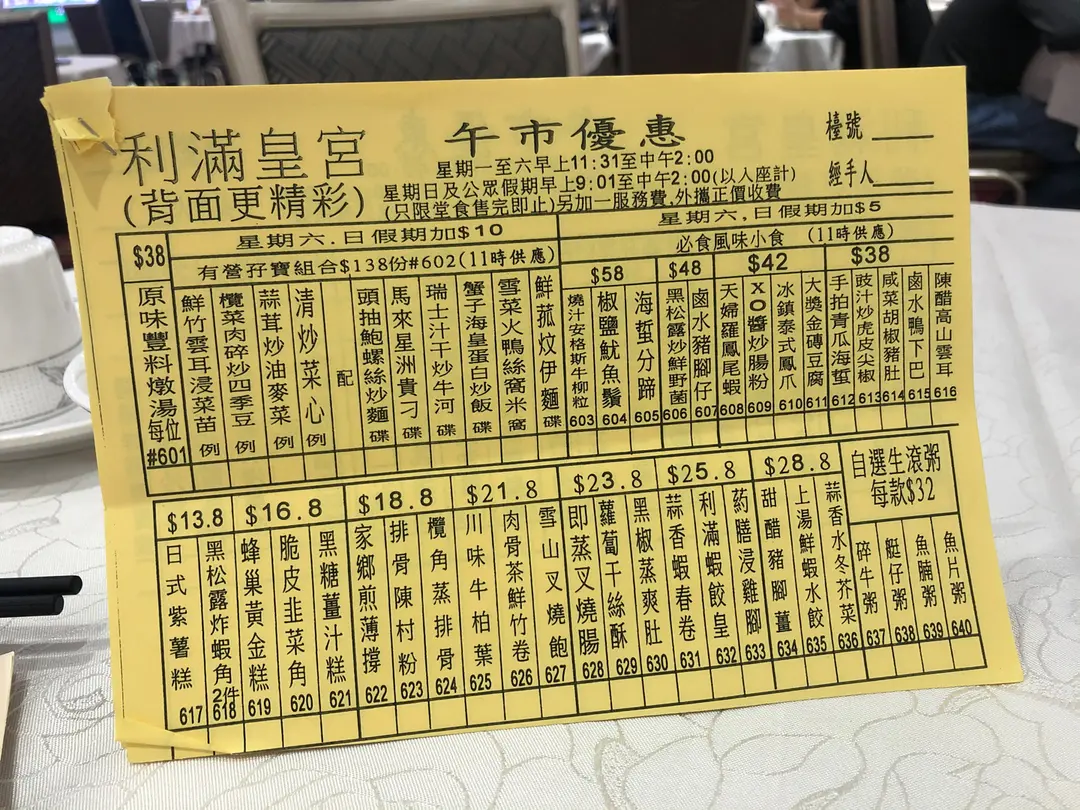 利滿皇宮
(背面更精彩)
午市優惠
星期一至六早上11:31至中午2:00
星期日及公眾假期早上9:01至中午2:00(以入座計)
(只限堂食售完即止)另加一服務費,外攜正價收費
檯號
經手人
$38
星期六.日假期加$10
有營孖寶組合$138份#602(11時供應)
原味豐料燉湯每位#601
鮮竹雲耳浸菜苗 例
欖菜肉碎炒四季豆 例
蒜茸炒油麥菜 例
清炒菜心 例
配
頭抽鮑螺絲炒麵 碟
馬來星洲貴刁 碟
瑞士汁干炒牛河 碟
蟹子海皇蛋白炒飯 碟
雪菜火鴨絲窩米 窩
鮮菰炆伊麵 碟
星期六,日假期加$5
必食風味小食 (11時供應)
$58
燒汁安格斯牛柳粒 603
椒鹽魷魚鬚 604
海蜇分蹄 605
$48
黑松露炒鮮野菌 606
鹵水豬腳仔 607
$42
天婦羅鳳尾蝦 608
XO醬炒腸粉 609
冰鎮泰式鳳爪 610
大獎金磚豆腐 611
$38
手拍青瓜海蜇 612
豉汁炒虎皮尖椒 613
咸菜胡椒豬肚 614
鹵水鴨下巴 615
陳醋高山雲耳 616
$13.8
日式紫薯糕 617
黑松露炸蝦角2件 618
$16.8
蜂巢黃金糕 619
脆皮韭菜角 620
黑糖薑汁糕 621
$18.8
家鄉煎薄撐 622
排骨陳村粉 623
欖角蒸排骨 624
$21.8
川味牛柏葉 625
肉骨茶鮮竹卷 626
雪山叉燒飽 627
$23.8
即蒸叉燒腸 628
蘿蔔千絲酥 629
黑椒蒸爽肚 630
$25.8
蒜香蝦春卷 631
利滿蝦餃皇 632
藥膳浸雞腳 633
$28.8
甜醋豬腳薑 634
上湯鮮蝦水餃 635
蒜香水冬芥菜 636
自選生滾粥
每款$32
碎牛粥 637
艇仔粥 638
魚腩粥 639
魚片粥 640